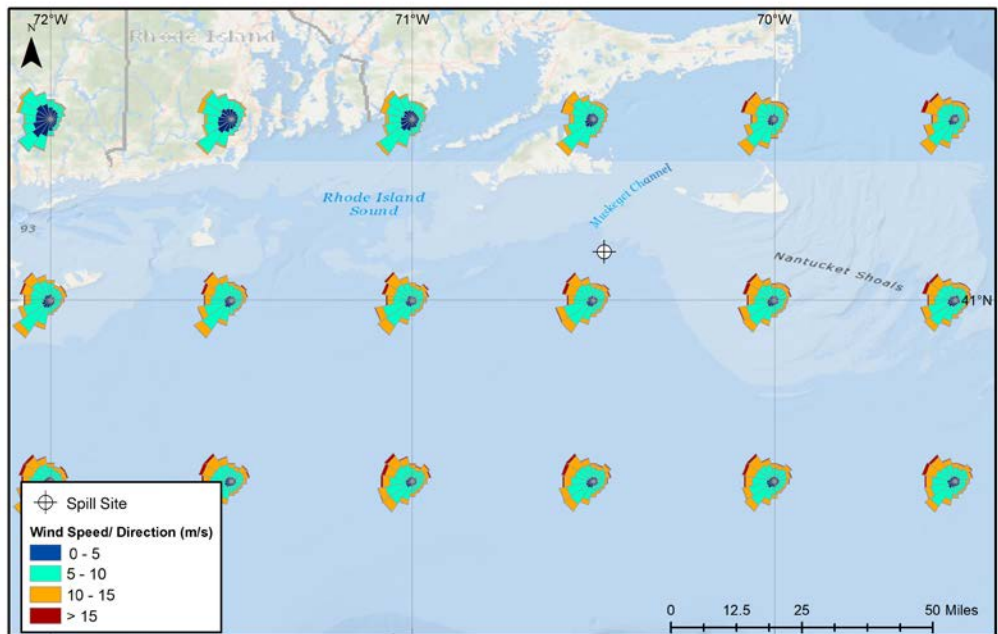 72°W
71°W
70°W
N
Rhode Island
Rhode Island
Sound
Muskeget Channel
93
Nantucket Shoals
41°N
Spill Site
Wind Speed/ Direction (m/s)
0 - 5
5 - 10
10 - 15
> 15
0 12.5 25 50 Miles